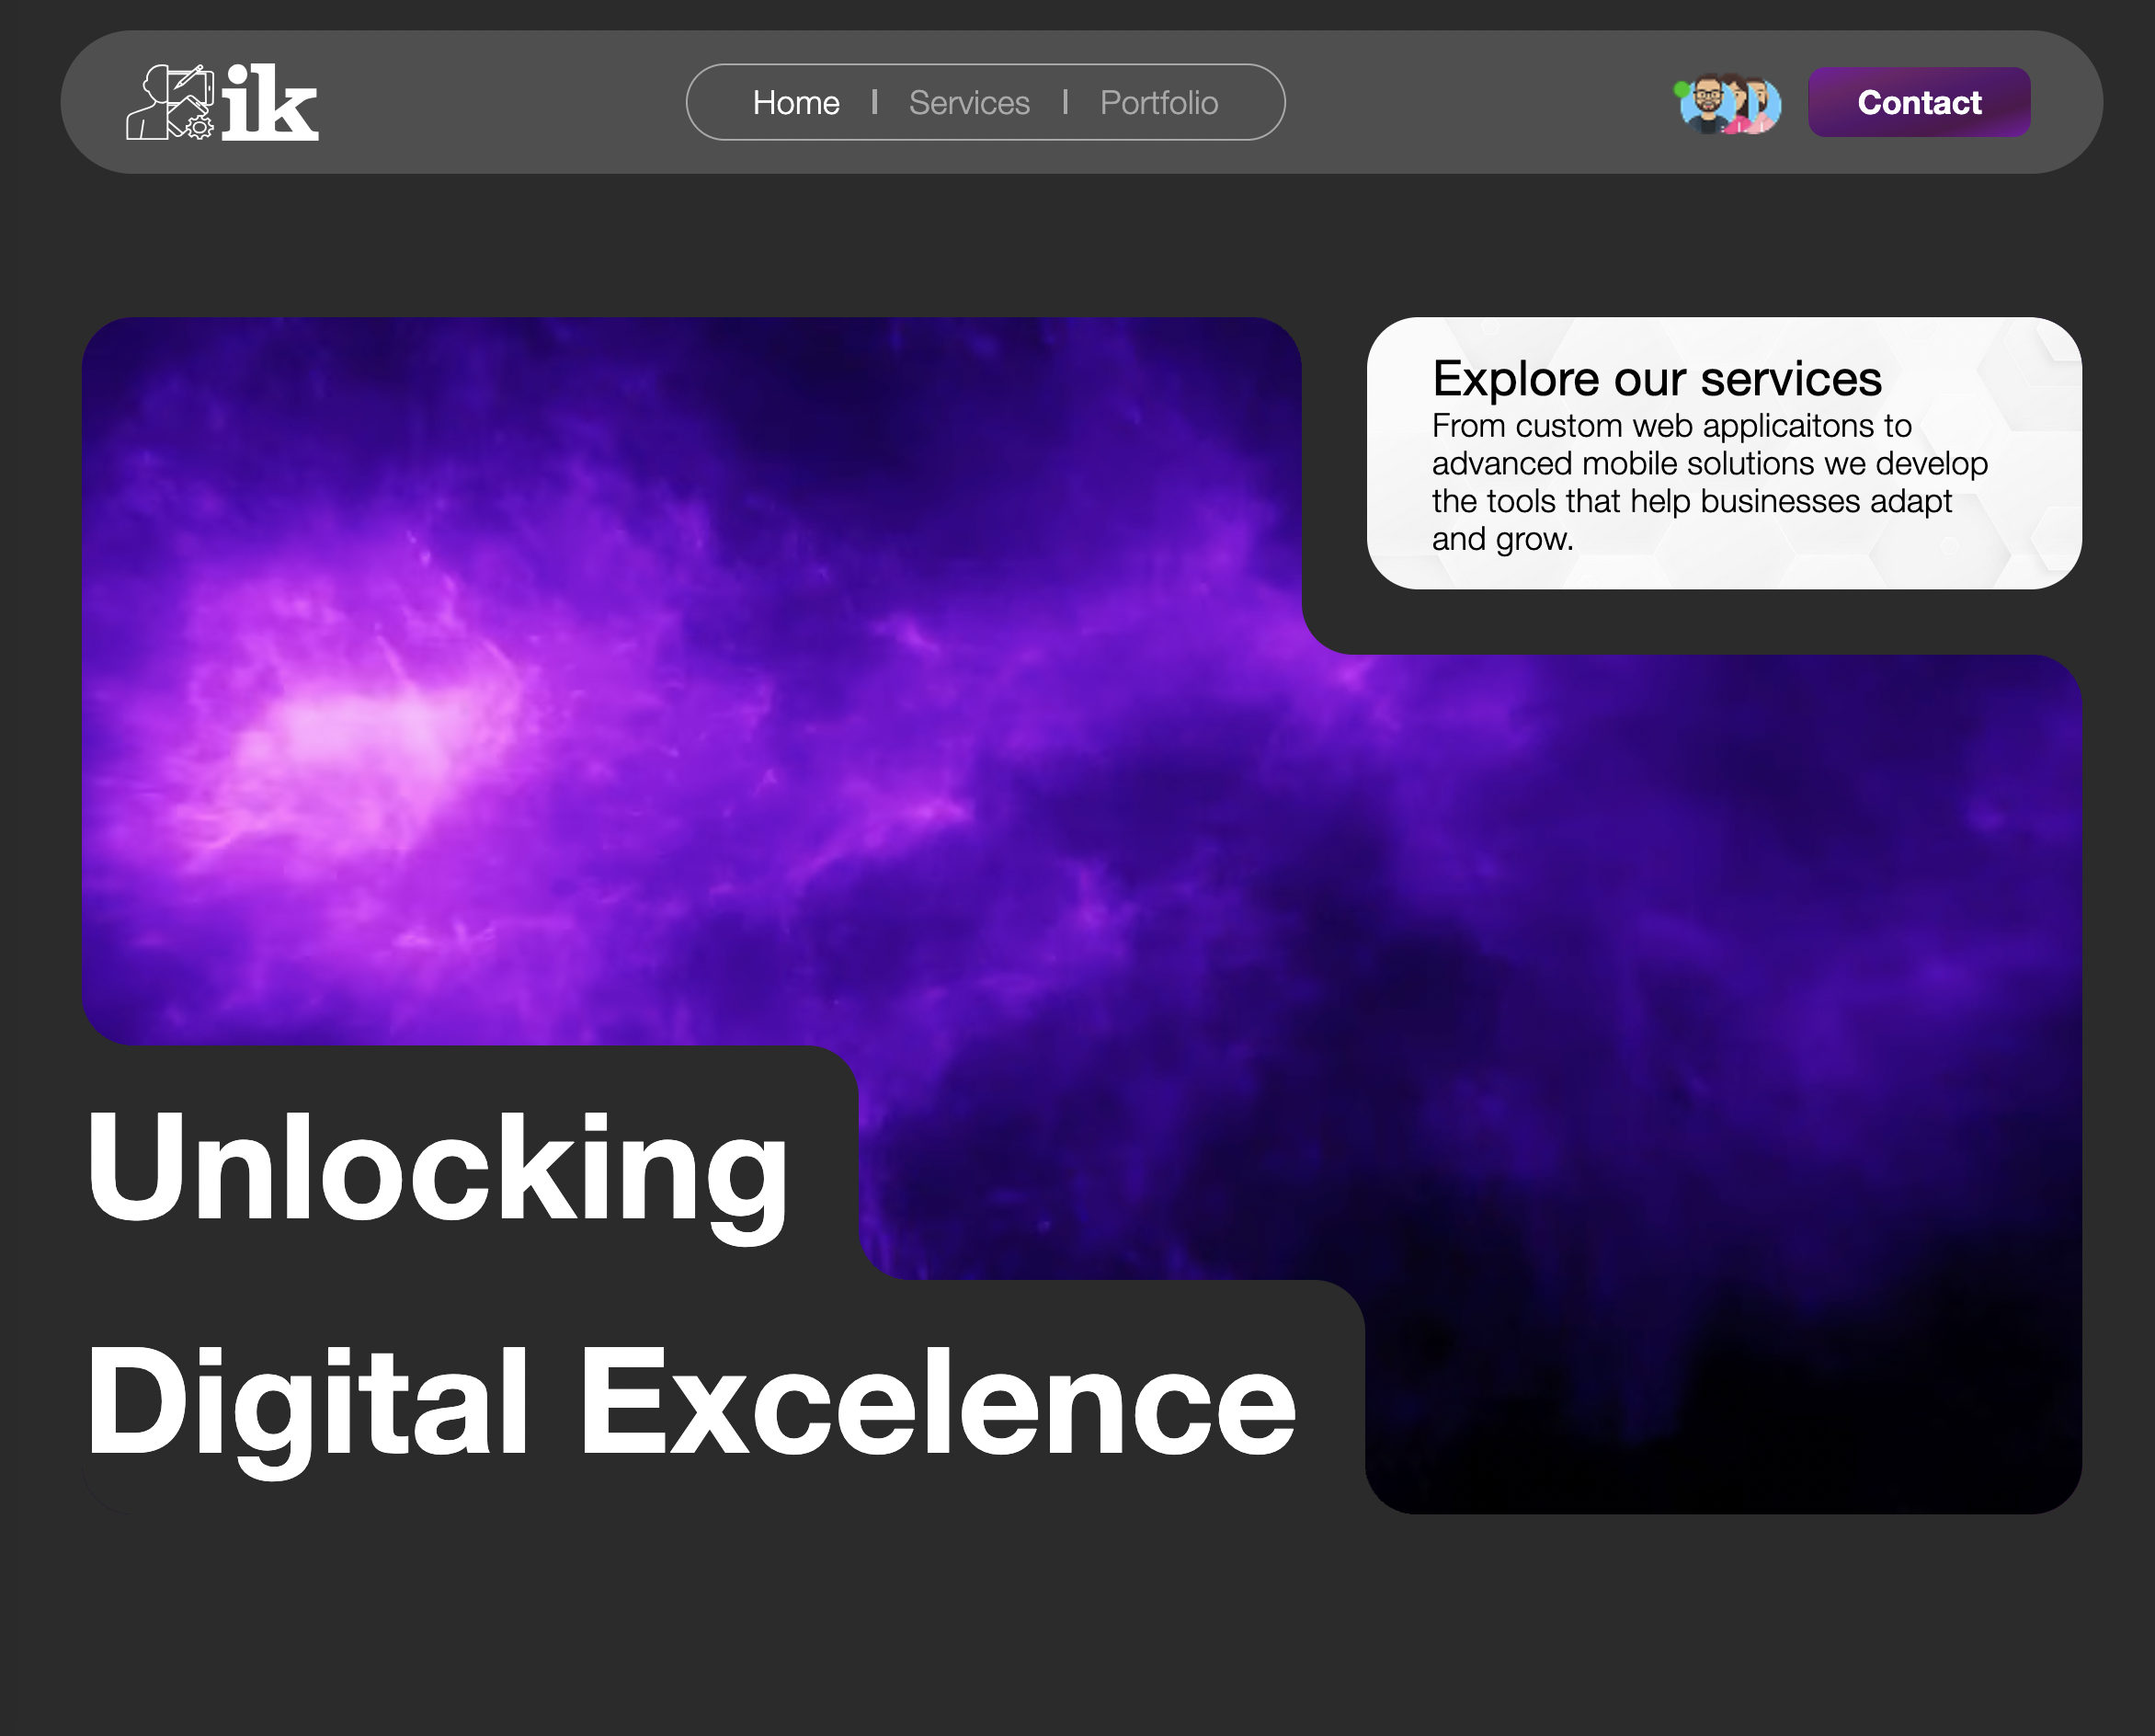 ik
Home | Services | Portfolio
Contact
Explore our services
From custom web applicaitons to
advanced mobile solutions we develop
the tools that help businesses adapt
and grow.
Unlocking
Digital Excelence